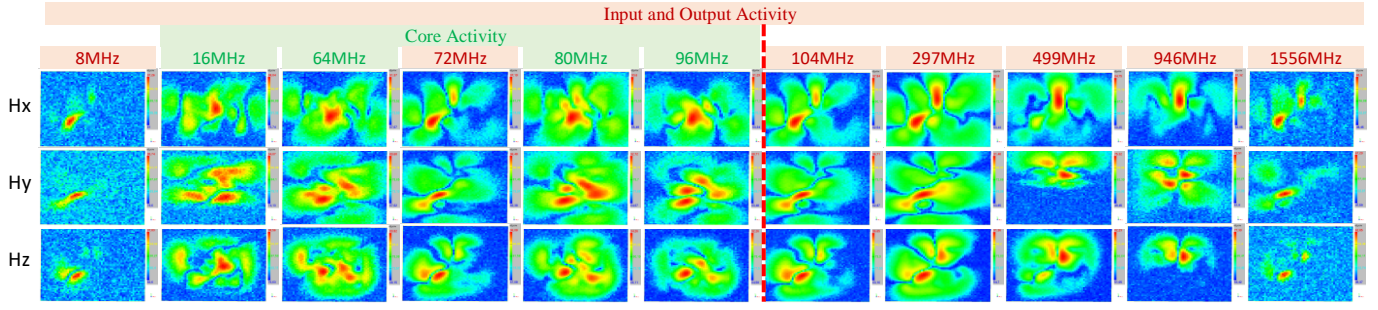 Input and Output Activity
Core Activity
8MHz 16MHz 64MHz 72MHz 80MHz 96MHz 104MHz 297MHz 499MHz 946MHz 1556MHz
Hx
Hy
Hz